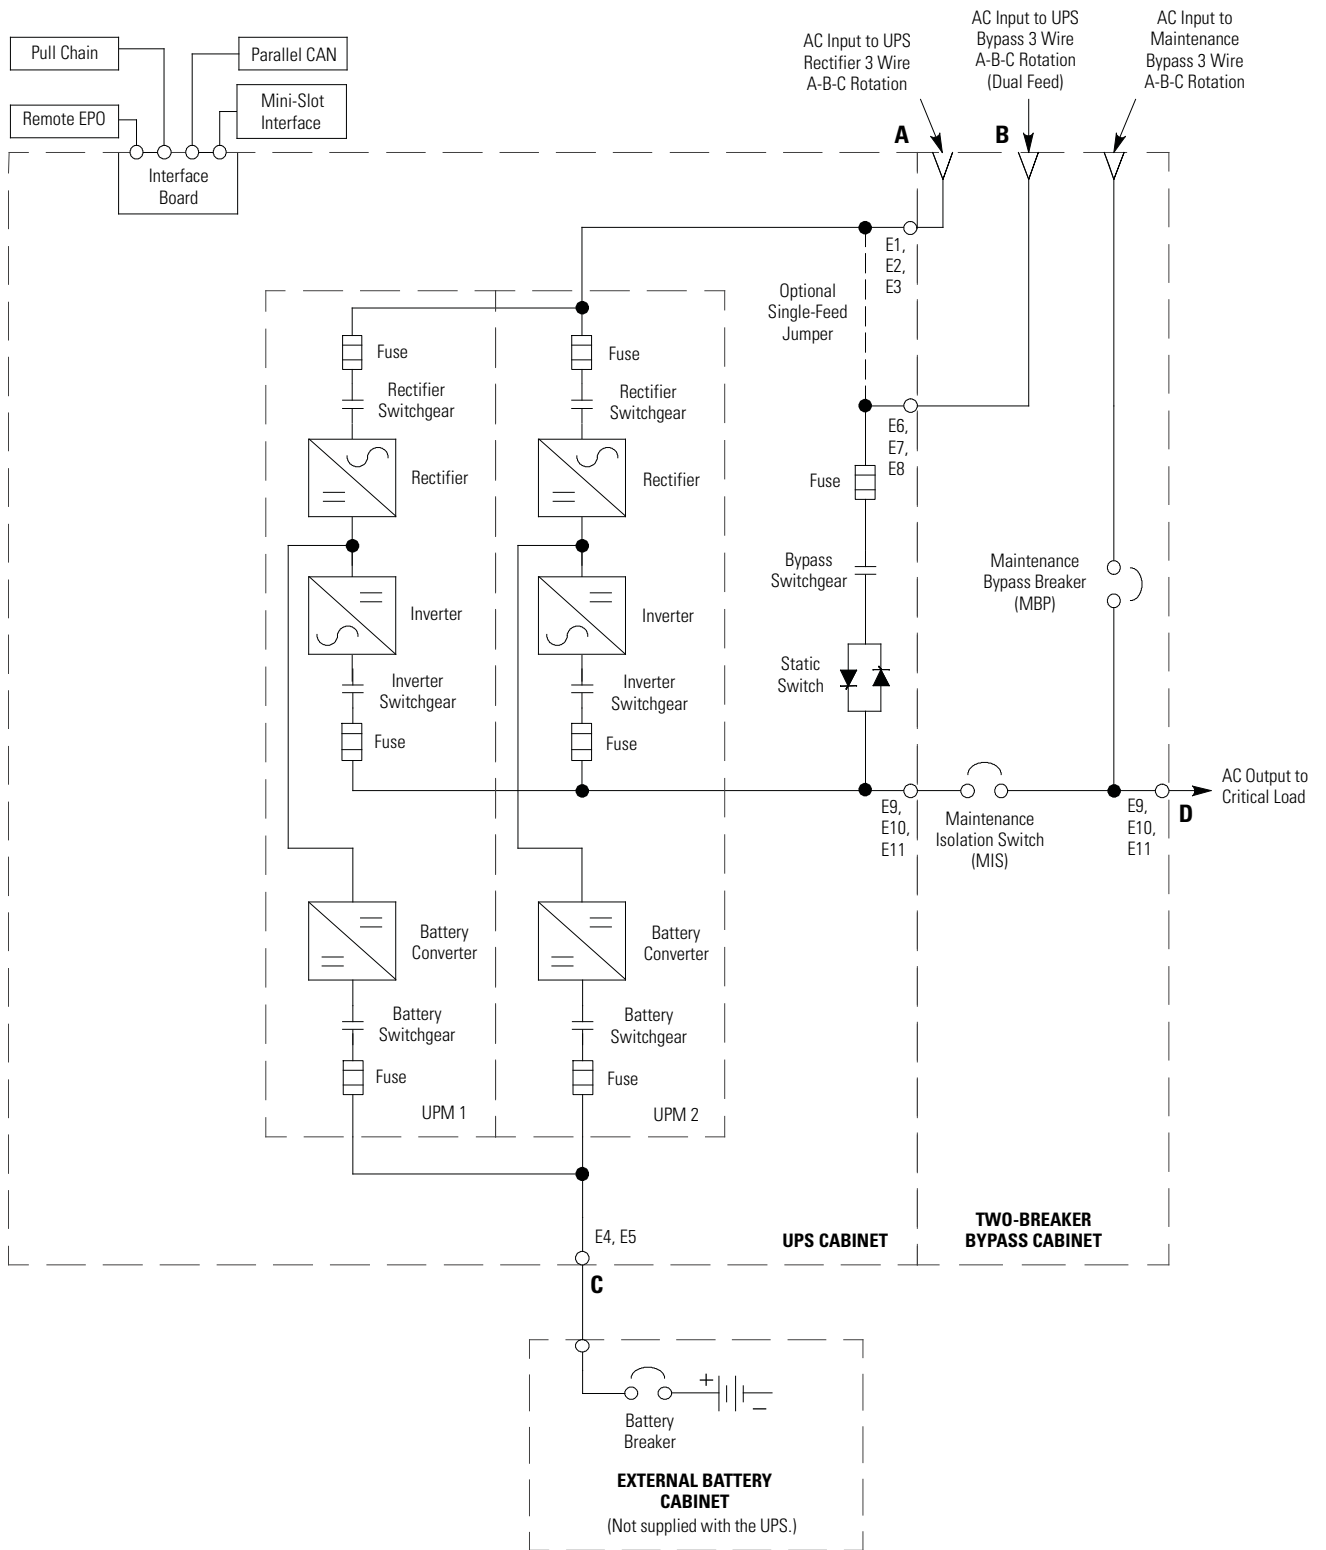 Pull Chain
Parallel CAN
Remote EPO
Mini-Slot
Interface
Interface
Board
AC Input to UPS
Rectifier 3 Wire
A-B-C Rotation
AC Input to UPS
Bypass 3 Wire
A-B-C Rotation
(Dual Feed)
AC Input to
Maintenance
Bypass 3 Wire
A-B-C Rotation
A
B
E1,
E2,
E3
Optional
Single-Feed
Jumper
E6,
E7,
E8
Fuse
Rectifier
Switchgear
Rectifier
Inverter
Inverter
Switchgear
Fuse
Battery
Converter
Battery
Switchgear
Fuse
UPM 1
Fuse
Rectifier
Switchgear
Rectifier
Inverter
Inverter
Switchgear
Fuse
Battery
Converter
Battery
Switchgear
Fuse
UPM 2
Fuse
Bypass
Switchgear
Static
Switch
Maintenance
Bypass Breaker
(MBP)
E9,
E10,
E11
Maintenance
Isolation Switch
(MIS)
E9,
E10,
E11
D
AC Output to
Critical Load
E4, E5
C
UPS CABINET
TWO-BREAKER
BYPASS CABINET
+
–
Battery
Breaker
EXTERNAL BATTERY
CABINET
(Not supplied with the UPS.)